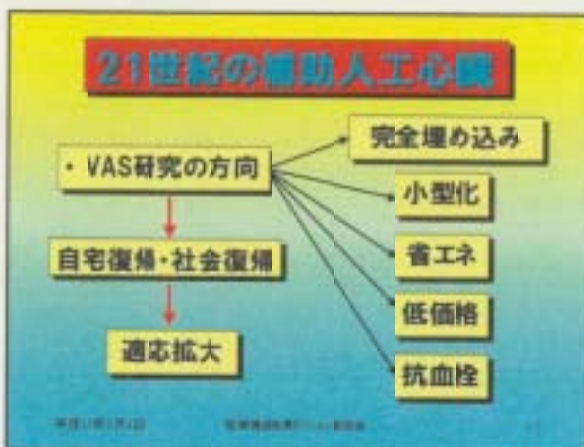 21世紀の補助人工心臓
・VAS研究の方向
自宅復帰・社会復帰
適応拡大
完全埋め込み
小型化
省エネ
低価格
抗血栓